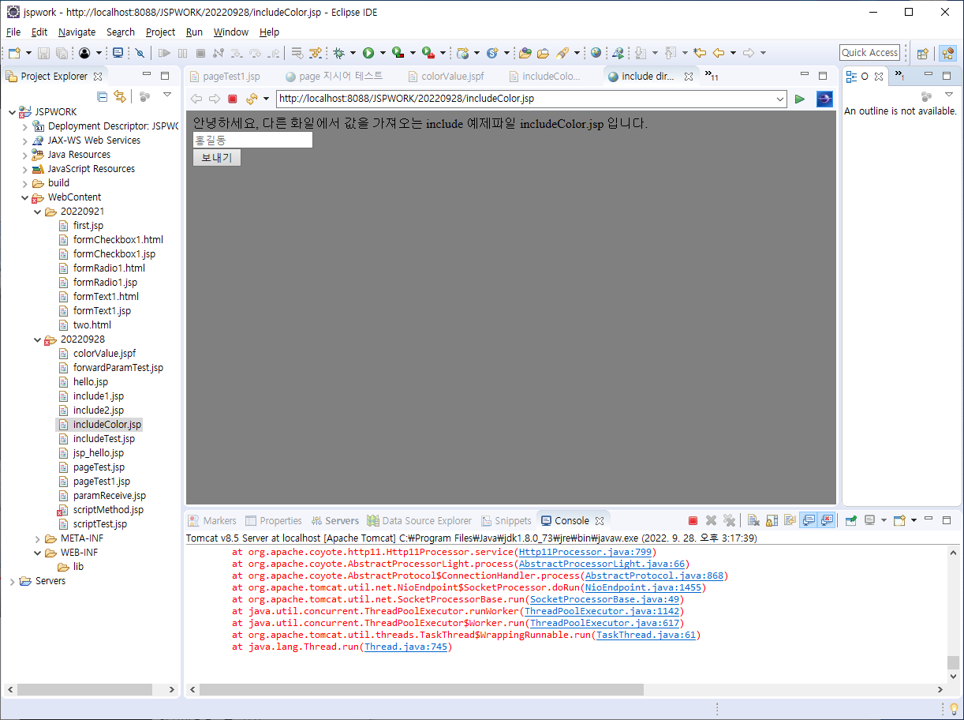 jspwork - http://localhost:8088/JSPWORK/20220928/includeColor.jsp - Eclipse IDE
File Edit Navigate Search Project Run Window Help
Quick Access
Project Explorer
pageTest1.jsp
page 지시어 테스트
colorValue.jspf
includeColo...
include dir...
»11
O
»1
http://localhost:8088/JSPWORK/20220928/includeColor.jsp
An outline is not available.
JSPWORK
Deployment Descriptor: JSPWO
JAX-WS Web Services
Java Resources
JavaScript Resources
build
WebContent
20220921
first.jsp
formCheckbox1.html
formCheckbox1.jsp
formRadio1.html
formRadio1.jsp
formText1.html
formText1.jsp
two.html
20220928
colorValue.jspf
forwardParamTest.jsp
hello.jsp
include1.jsp
include2.jsp
includeColor.jsp
includeTest.jsp
jsp_hello.jsp
pageTest.jsp
pageTest1.jsp
paramReceive.jsp
scriptMethod.jsp
scriptTest.jsp
META-INF
WEB-INF
lib
Servers
안녕하세요, 다른 화일에서 값을 가져오는 include 예제파일 includeColor.jsp 입니다.
홍길동
보내기
Markers Properties Servers Data Source Explorer Snippets Console
Tomcat v8.5 Server at localhost [Apache Tomcat] C:₩Program Files₩Java₩jdk1.8.0_73₩jre₩bin₩javaw.exe (2022. 9. 28. 오후 3:17:39)
at org.apache.coyote.http11.Http11Processor.service(Http11Processor.java:799)
at org.apache.coyote.AbstractProcessorLight.process(AbstractProcessorLight.java:66)
at org.apache.coyote.AbstractProtocol$ConnectionHandler.process(AbstractProtocol.java:868)
at org.apache.tomcat.util.net.NioEndpoint$SocketProcessor.doRun(NioEndpoint.java:1455)
at org.apache.tomcat.util.net.SocketProcessorBase.run(SocketProcessorBase.java:49)
at java.util.concurrent.ThreadPoolExecutor.runWorker(ThreadPoolExecutor.java:1142)
at java.util.concurrent.ThreadPoolExecutor$Worker.run(ThreadPoolExecutor.java:617)
at org.apache.tomcat.util.threads.TaskThread$WrappingRunnable.run(TaskThread.java:61)
at java.lang.Thread.run(Thread.java:745)